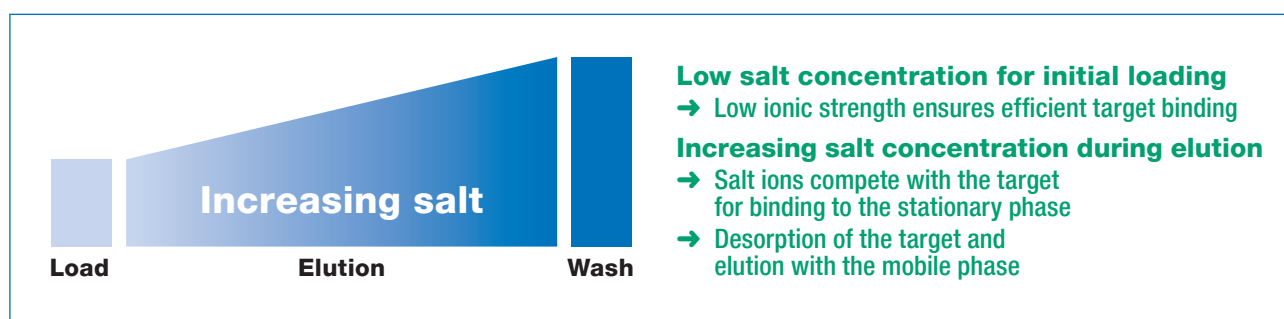 Increasing salt
Load
Elution
Wash
Low salt concentration for initial loading
➜ Low ionic strength ensures efficient target binding
Increasing salt concentration during elution
➜ Salt ions compete with the target
for binding to the stationary phase
➜ Desorption of the target and
elution with the mobile phase